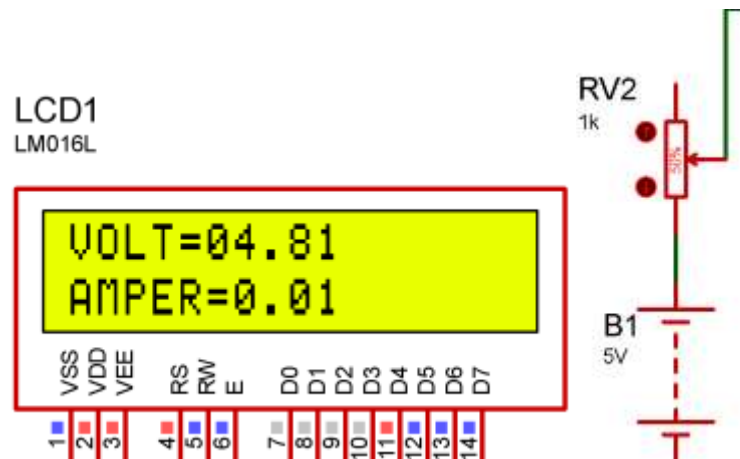 LCD1
LM016L
VOLT=04.81
AMPER=0.01
VSS VDD VEE RS RW E D0 D1 D2 D3 D4 D5 D6 D7
1 2 3 4 5 6 7 8 9 10 11 12 13 14
RV2
1k
50%
B1
5V